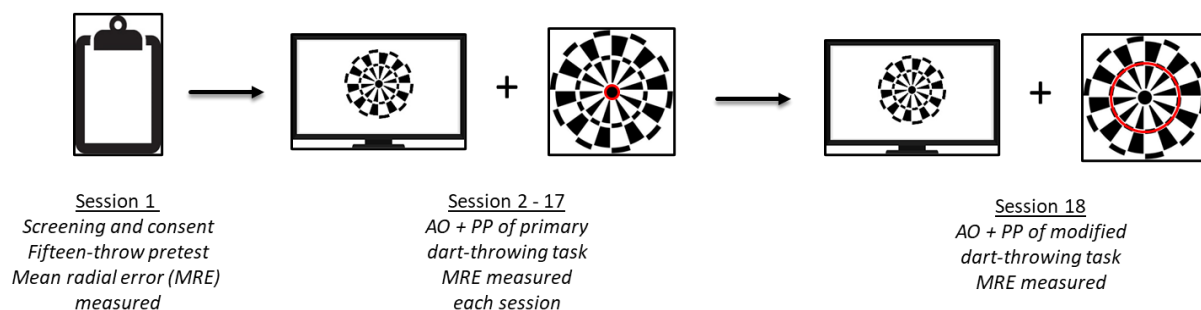 Session 1
Screening and consent
Fifteen-throw pretest
Mean radial error (MRE)
measured
Session 2 - 17
AO + PP of primary
dart-throwing task
MRE measured
each session
Session 18
AO + PP of modified
dart-throwing task
MRE measured